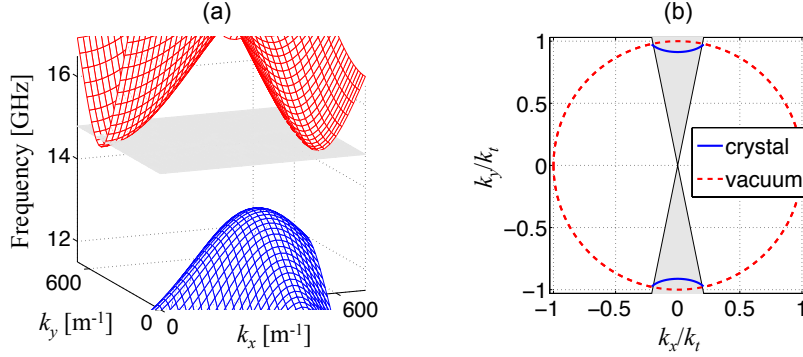 (a)
16
14
12
Frequency [GHz]
600
0
k_y [m⁻¹]
0
600
k_x [m⁻¹]
(b)
1
0.5
0
−0.5
−1
k_y/k_t
crystal
vacuum
−1
−0.5
0
0.5
1
k_x/k_t